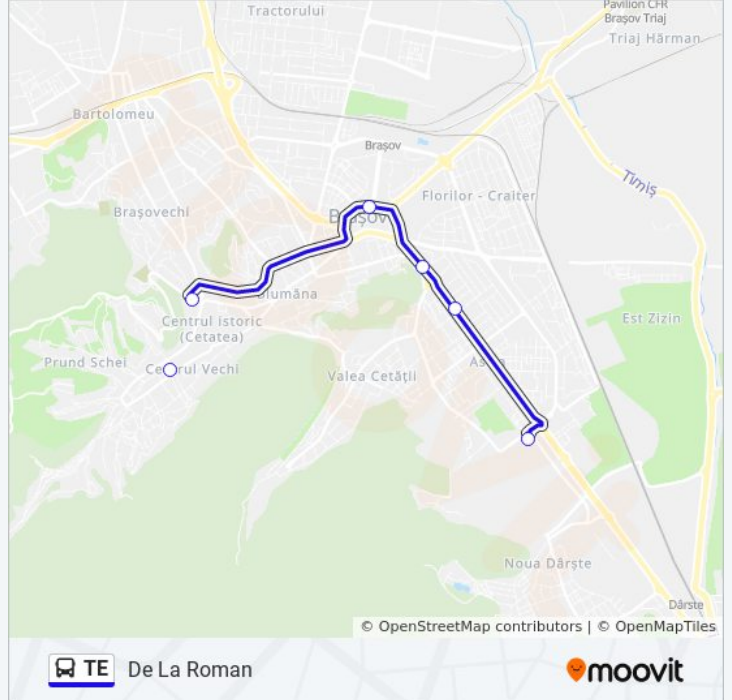 Tractorului
Pavilion CFR
Brașov Triaj
Triaj Hărman
Bartolomeu
Brașov
Timiș
Florilor - Craiter
Brașovechi
Brașov
Blumăna
Centrul istoric
(Cetatea)
Est Zizin
Prund Schei
Centrul Vechi
Valea Cetății
Astra
Noua Dârște
Dârste
© OpenStreetMap contributors | © OpenMapTiles
TE De La Roman
moovit